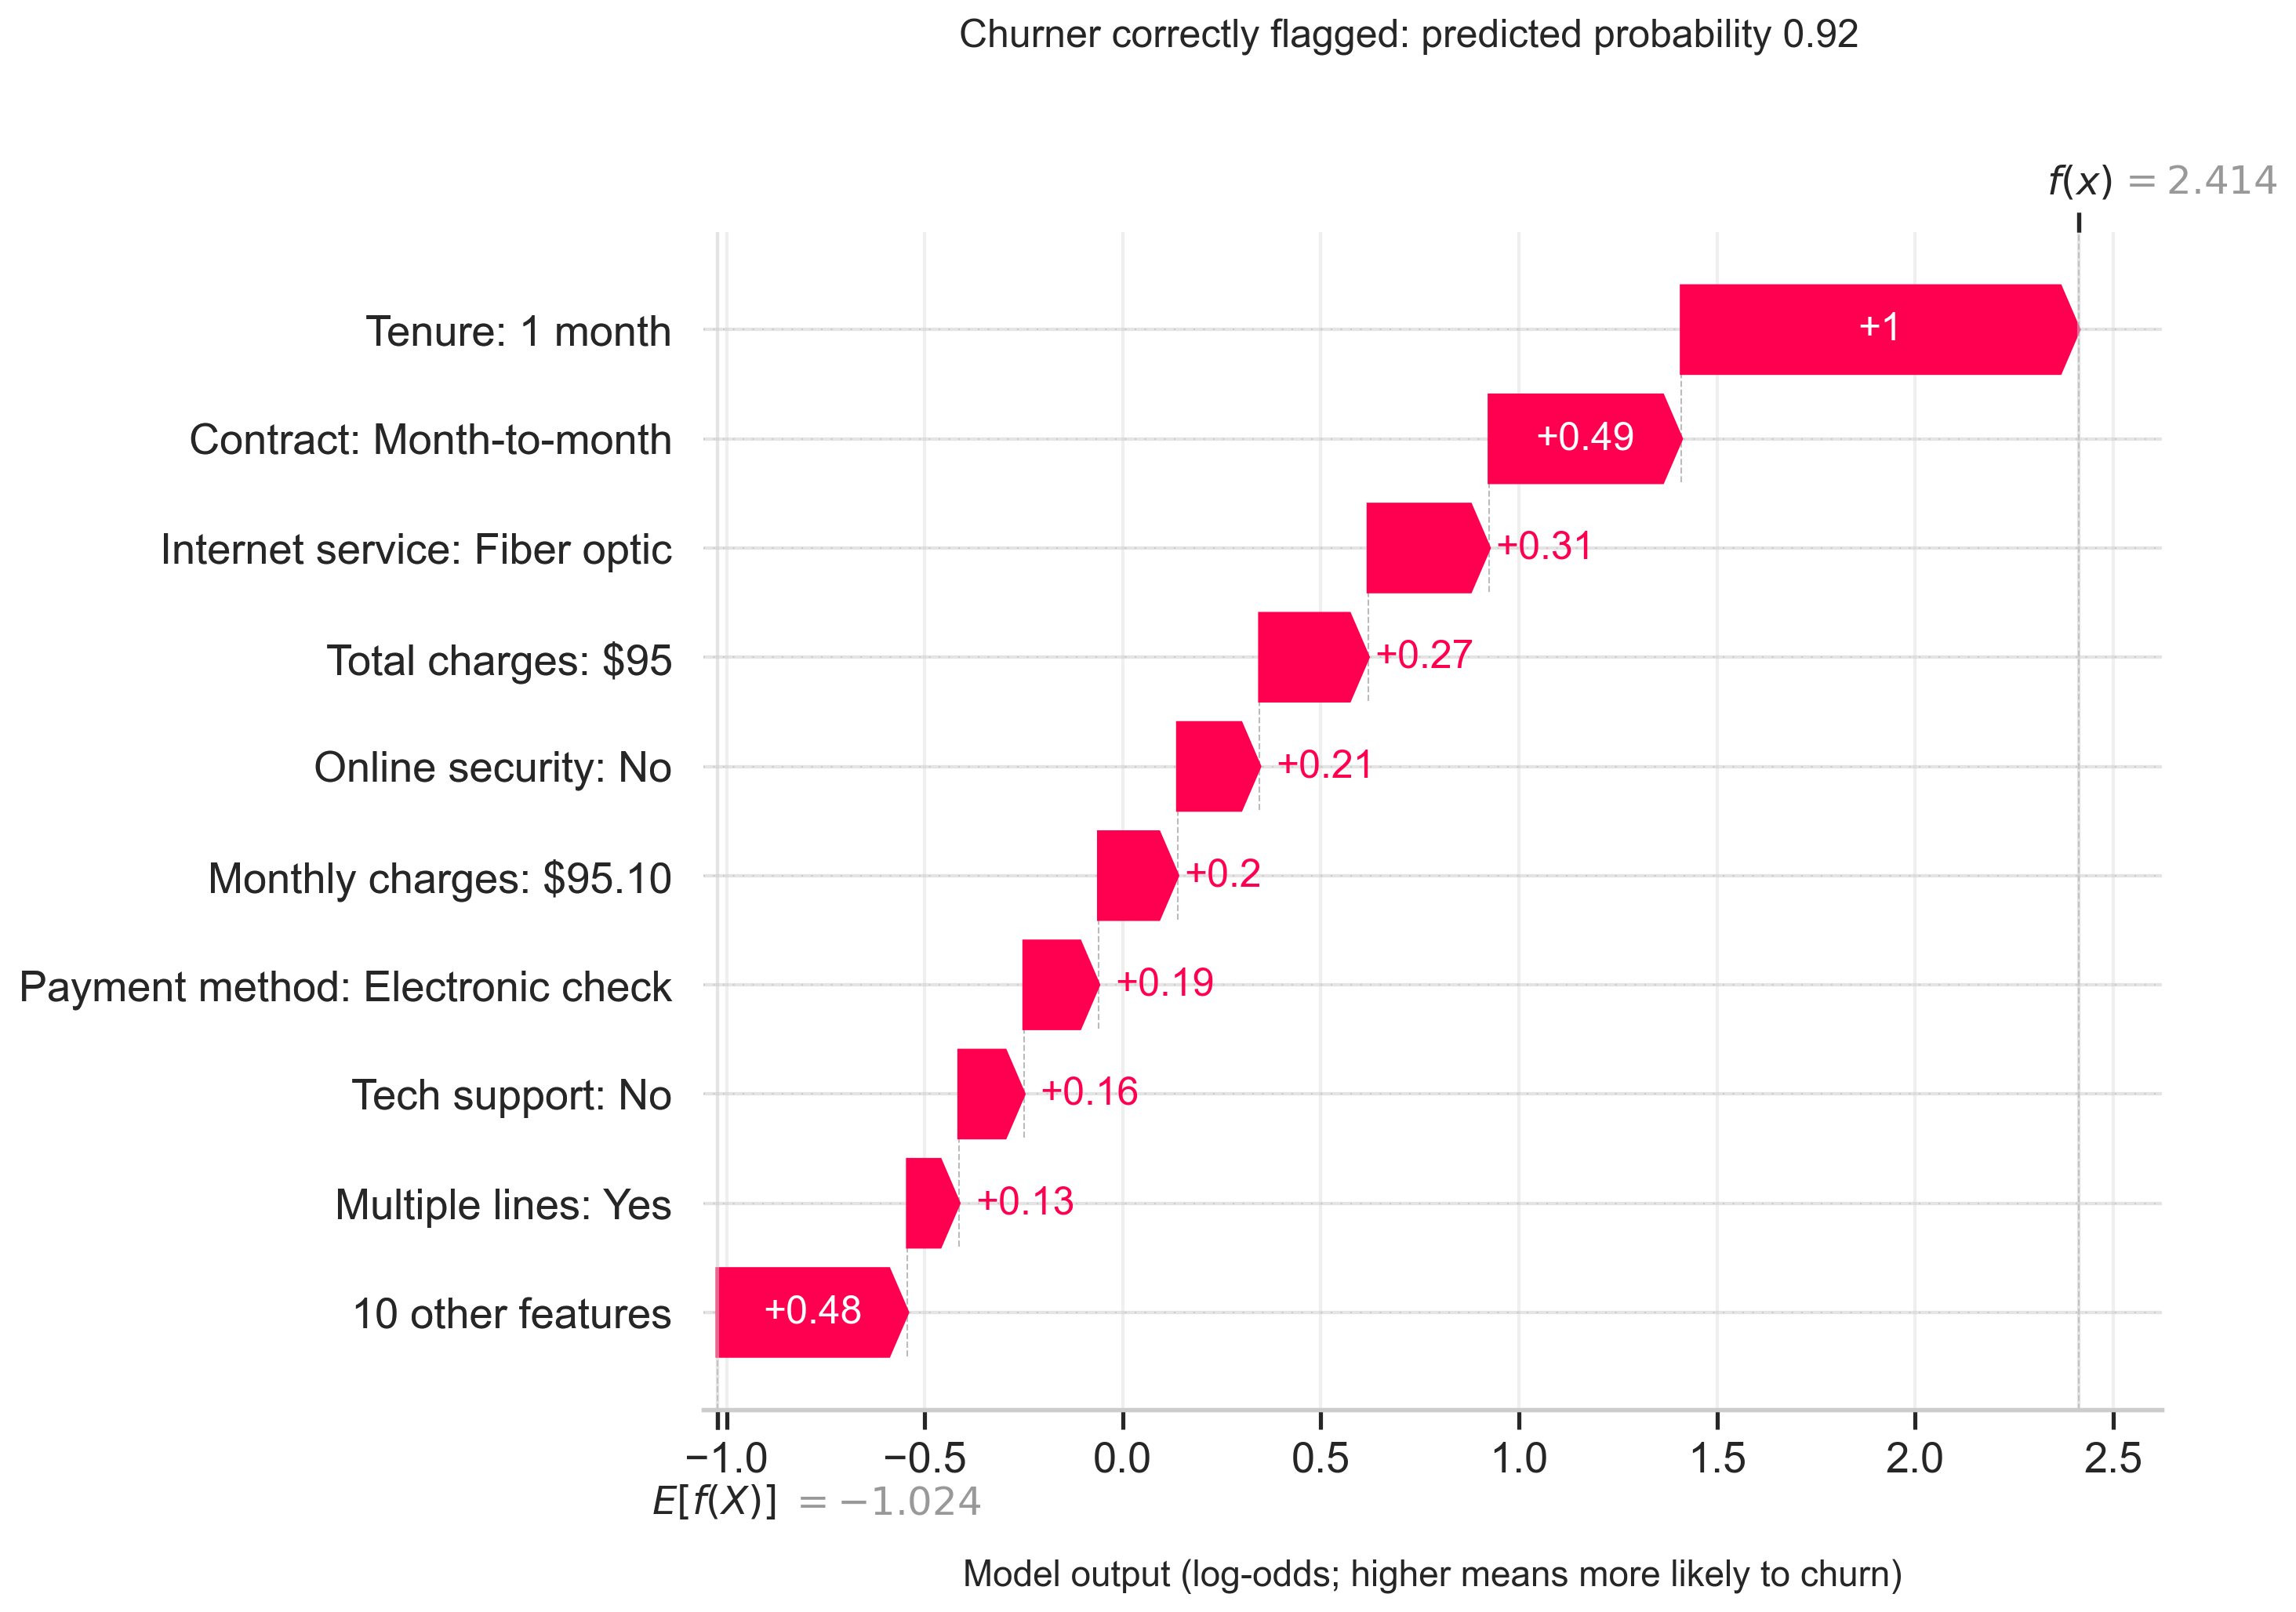 Churner correctly flagged: predicted probability 0.92
f(x) = 2.414
Tenure: 1 month
+1
Contract: Month-to-month
+0.49
Internet service: Fiber optic
+0.31
Total charges: $95
+0.27
Online security: No
+0.21
Monthly charges: $95.10
+0.2
Payment method: Electronic check
+0.19
Tech support: No
+0.16
Multiple lines: Yes
+0.13
10 other features
+0.48
−1.0 −0.5 0.0 0.5 1.0 1.5 2.0 2.5
E[f(X)] = −1.024
Model output (log-odds; higher means more likely to churn)